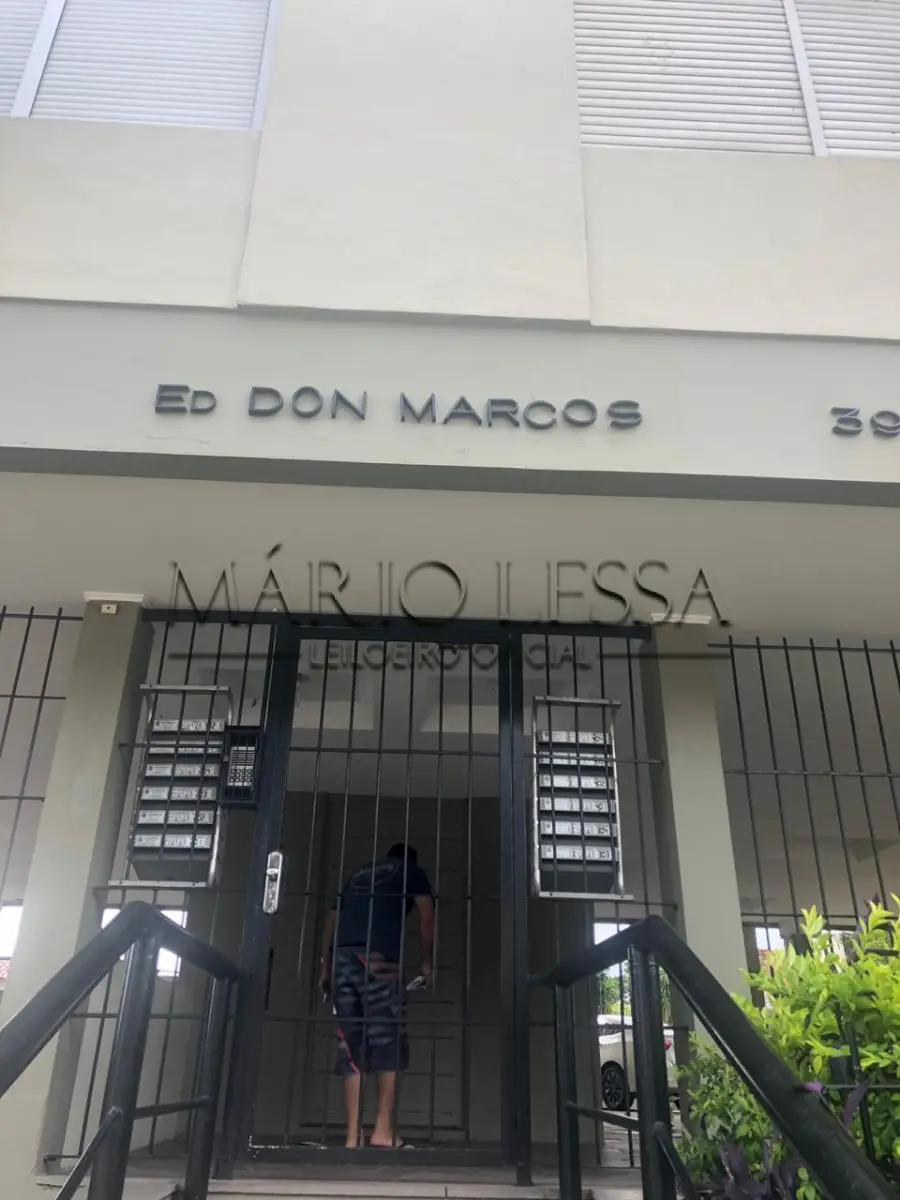 ED DON MARCOS 39
MÁRIO LESSA
LEILOEIRO OFICIAL